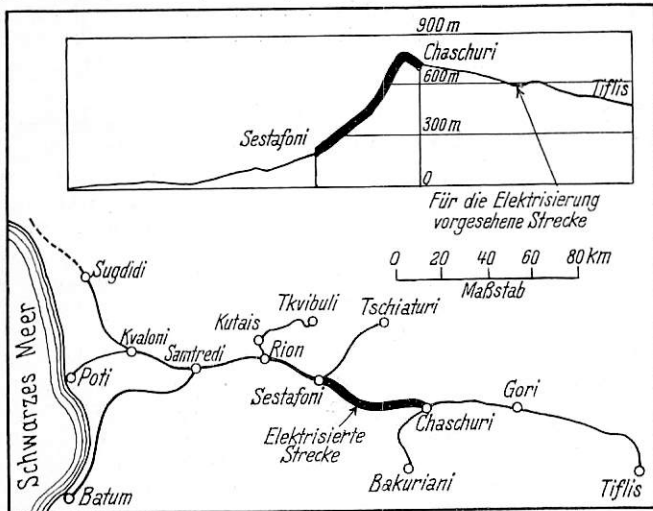 900 m
Chaschuri
600 m
Tiflis
Sestafoni
300 m
0
Für die Elektrisierung
vorgesehene Strecke
0 20 40 60 80 km
Maßstab
Sugdidi
Tkvibuli
Tschiaturi
Kutais
Kvaloni
Samtredi
Rion
Schwarzes Meer
Poti
Sestafoni
Gori
Chaschuri
Elektrisierte
Strecke
Bakuriani
Batum
Tiflis